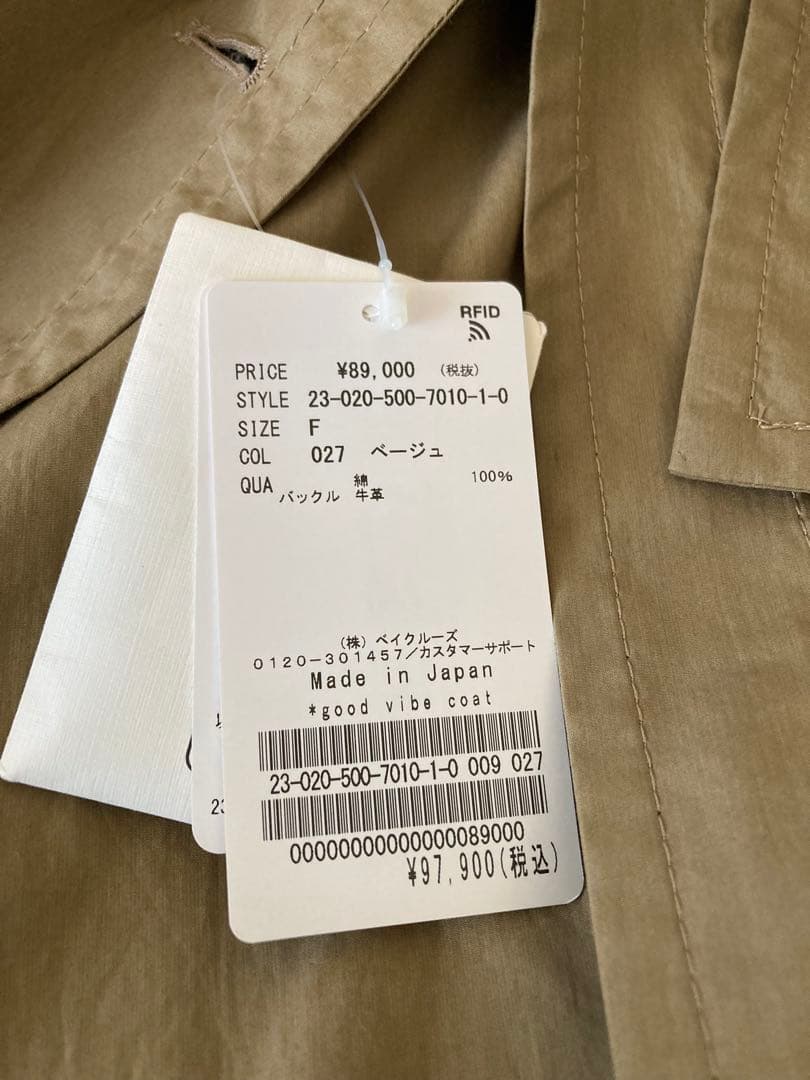 RFID
PRICE ¥89,000 (税抜)
STYLE 23-020-500-7010-1-0
SIZE F
COL 027 ベージュ
QUA 綿 100%
バックル 牛革
(株) ベイクルーズ
0120-301457/カスタマーサポート
Made in Japan
*good vibe coat
23-020-500-7010-1-0 009 027
00000000000000089000
¥97,900(税込)
23